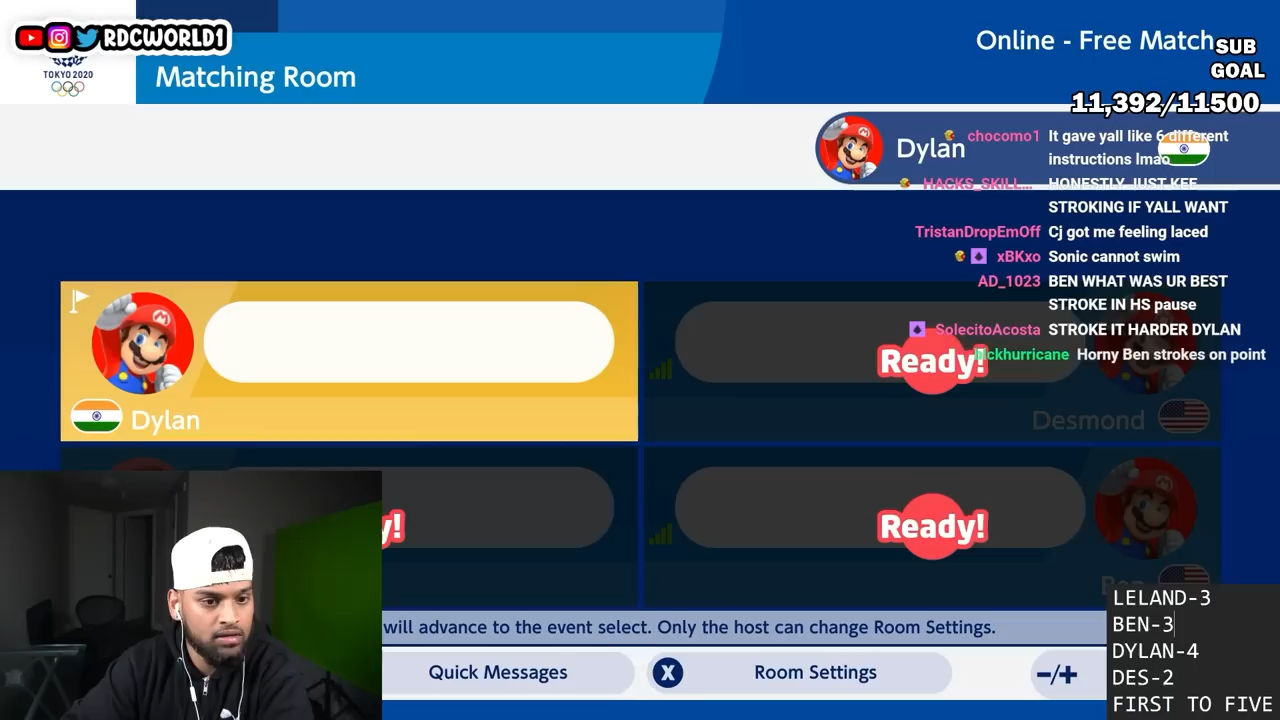 RDCWORLD1
TOKYO 2020
Matching Room
Online - Free Match
SUB
GOAL
11,392/11500
Dylan
chocomo1 It gave yall like 6 different
instructions lmao
HACKS_SKILL... HONESTLY JUST KEE
STROKING IF YALL WANT
TristanDropEmOff Cj got me feeling laced
xBKxo Sonic cannot swim
AD_1023 BEN WHAT WAS UR BEST
STROKE IN HS pause
SolecitoAcosta STROKE IT HARDER DYLAN
Nickhurricane Horny Ben strokes on point
Ready!
Dylan
Desmond
y!
Ready!
Ben
will advance to the event select. Only the host can change Room Settings.
Quick Messages
X Room Settings
-/+
LELAND-3
BEN-3
DYLAN-4
DES-2
FIRST TO FIVE